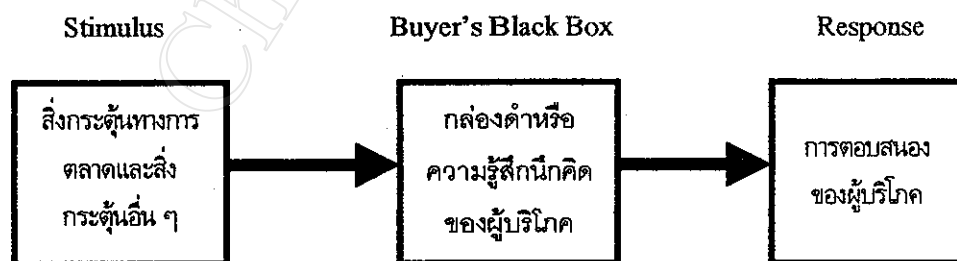 Stimulus
Buyer's Black Box
Response
สิ่งกระตุ้นทางการ
ตลาดและสิ่ง
กระตุ้นอื่น ๆ
กล่องดำหรือ
ความรู้สึกนึกคิด
ของผู้บริโภค
การตอบสนอง
ของผู้บริโภค